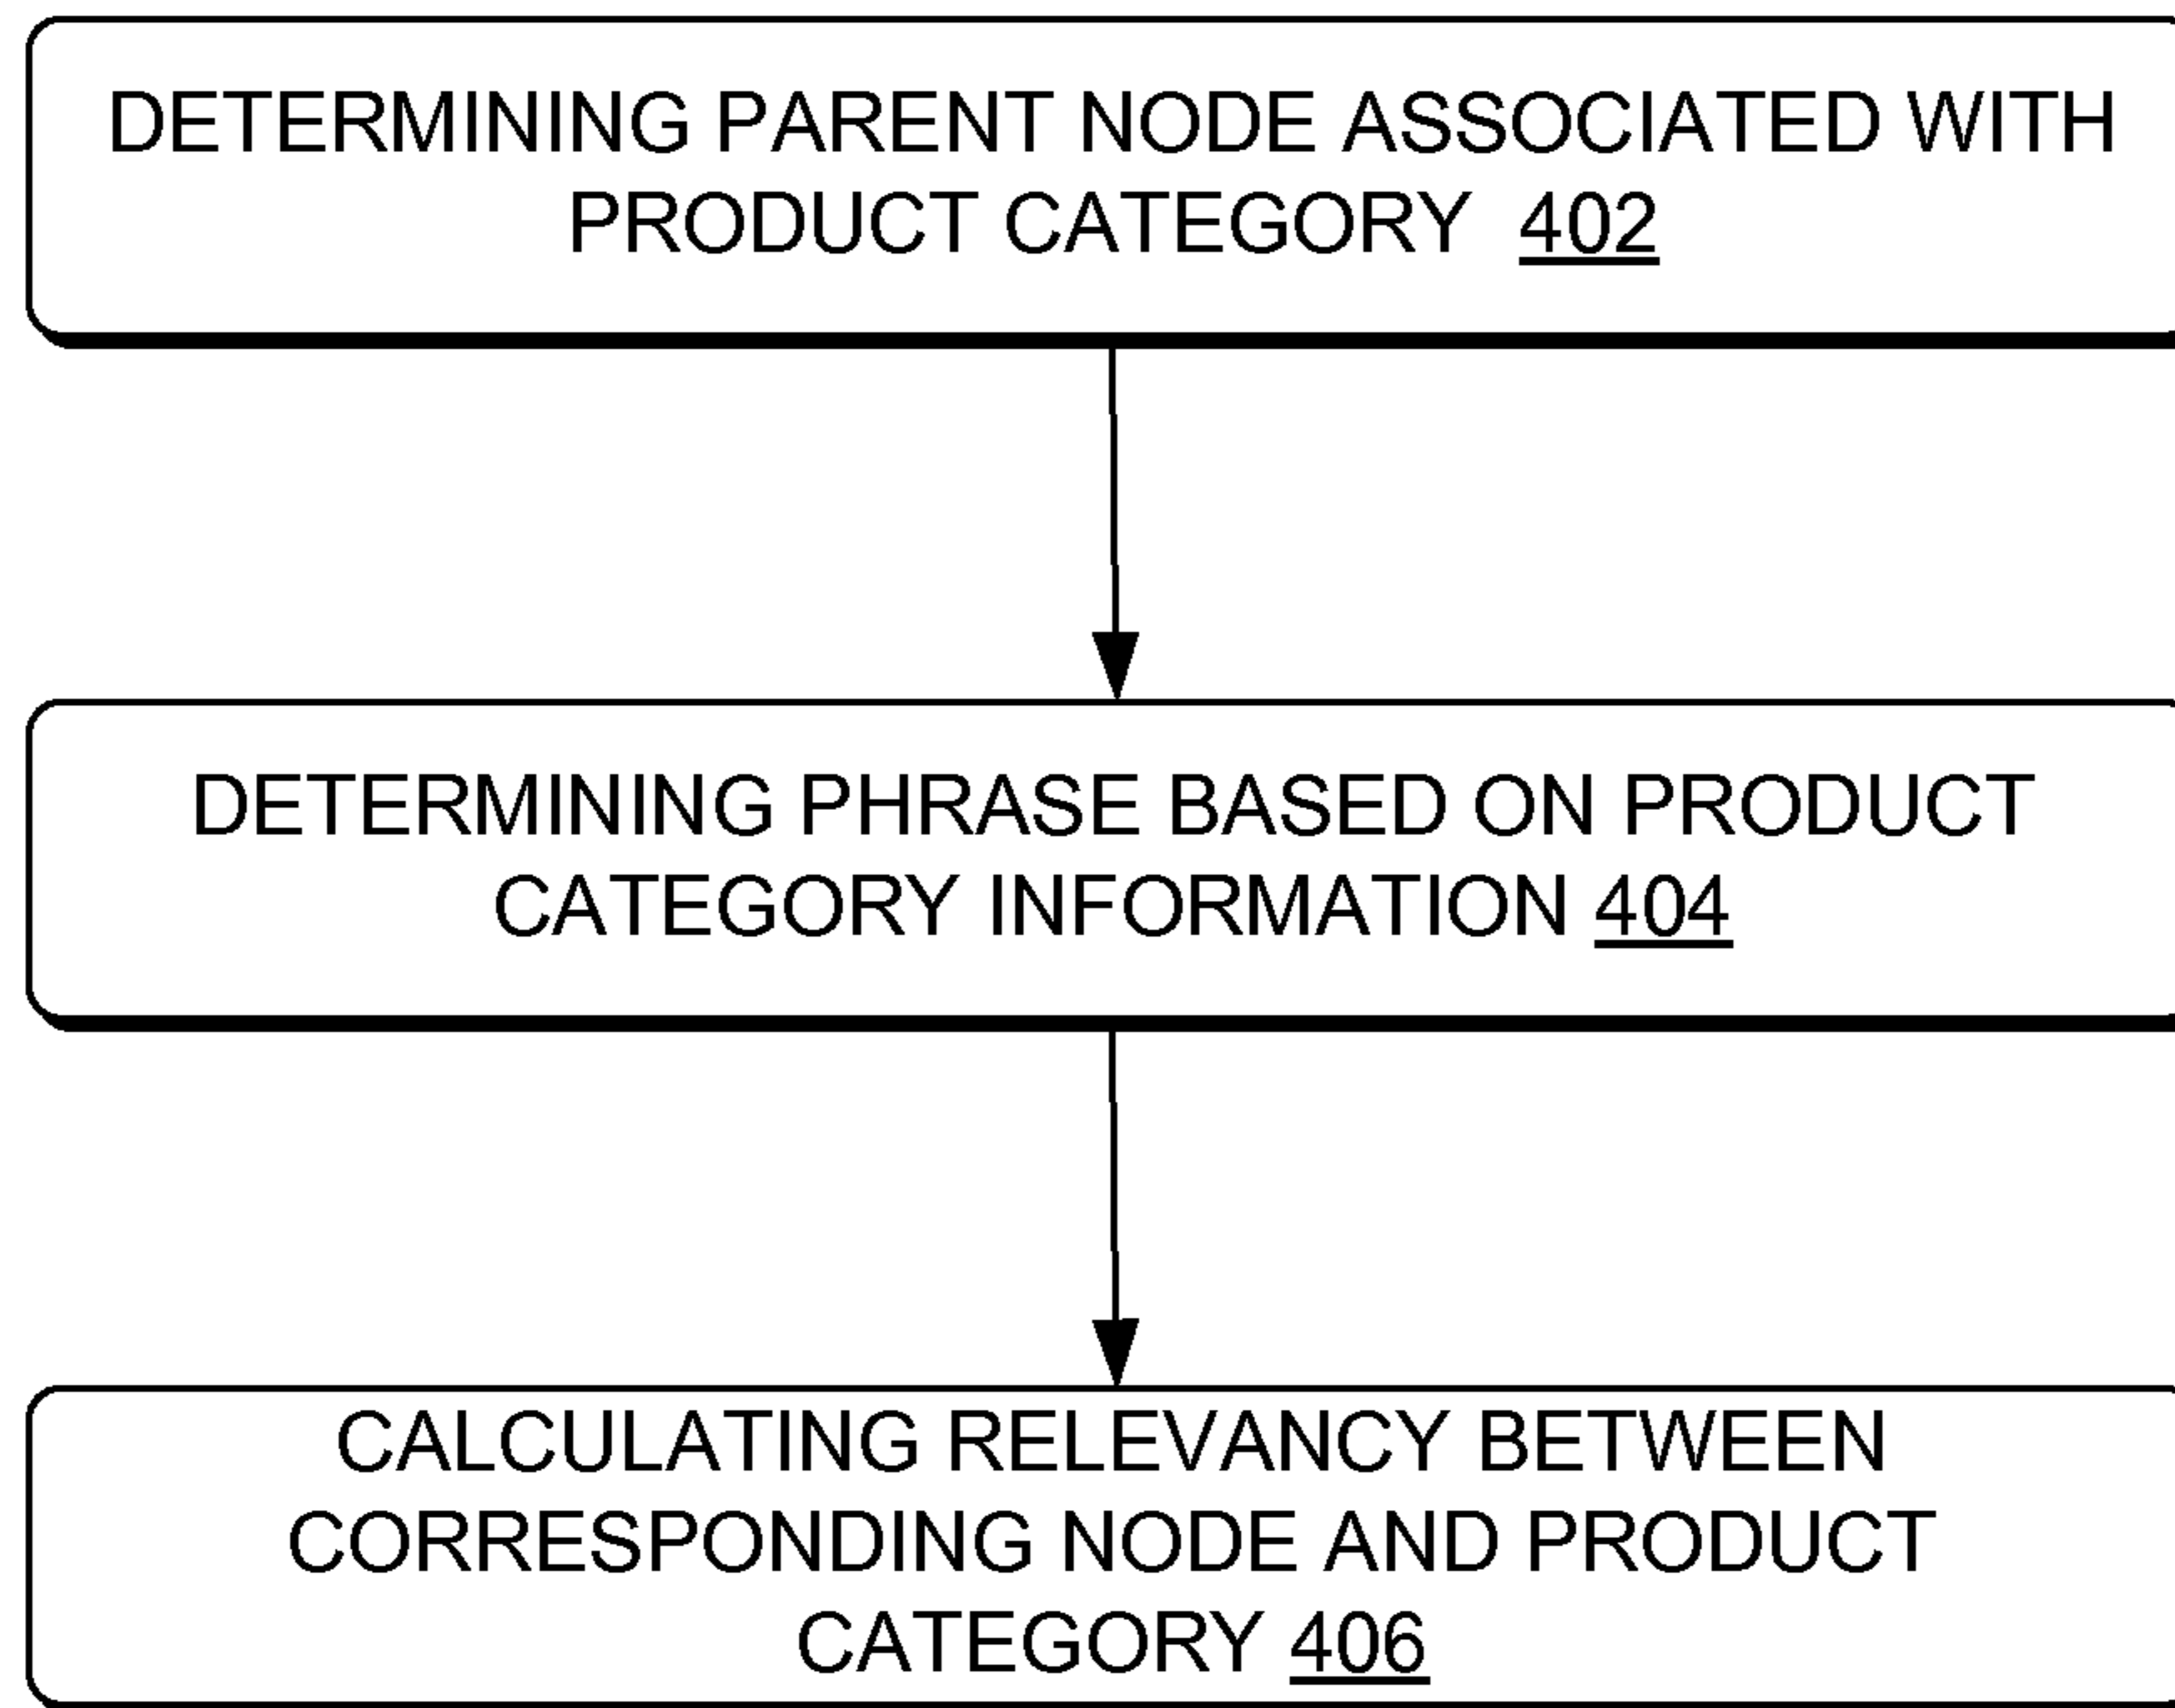 DETERMINING PARENT NODE ASSOCIATED WITH
PRODUCT CATEGORY 402
DETERMINING PHRASE BASED ON PRODUCT
CATEGORY INFORMATION 404
CALCULATING RELEVANCY BETWEEN
CORRESPONDING NODE AND PRODUCT
CATEGORY 406